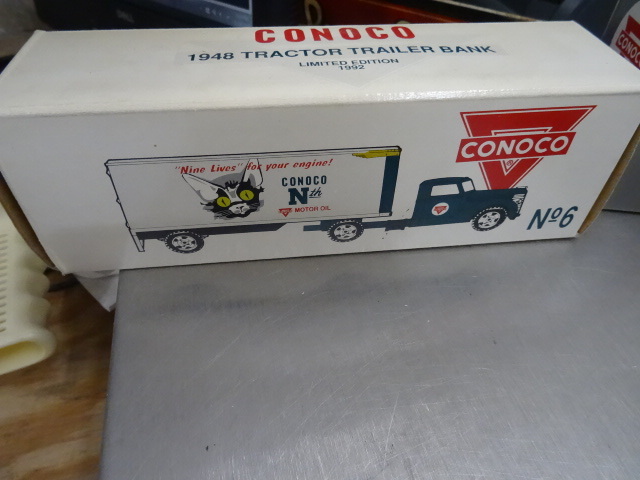 CONOCO
1948 TRACTOR TRAILER BANK
LIMITED EDITION
1992
"Nine Lives" for your engine!
CONOCO
Nth
MOTOR OIL
CONOCO
Nº6
CONOCO
DELL